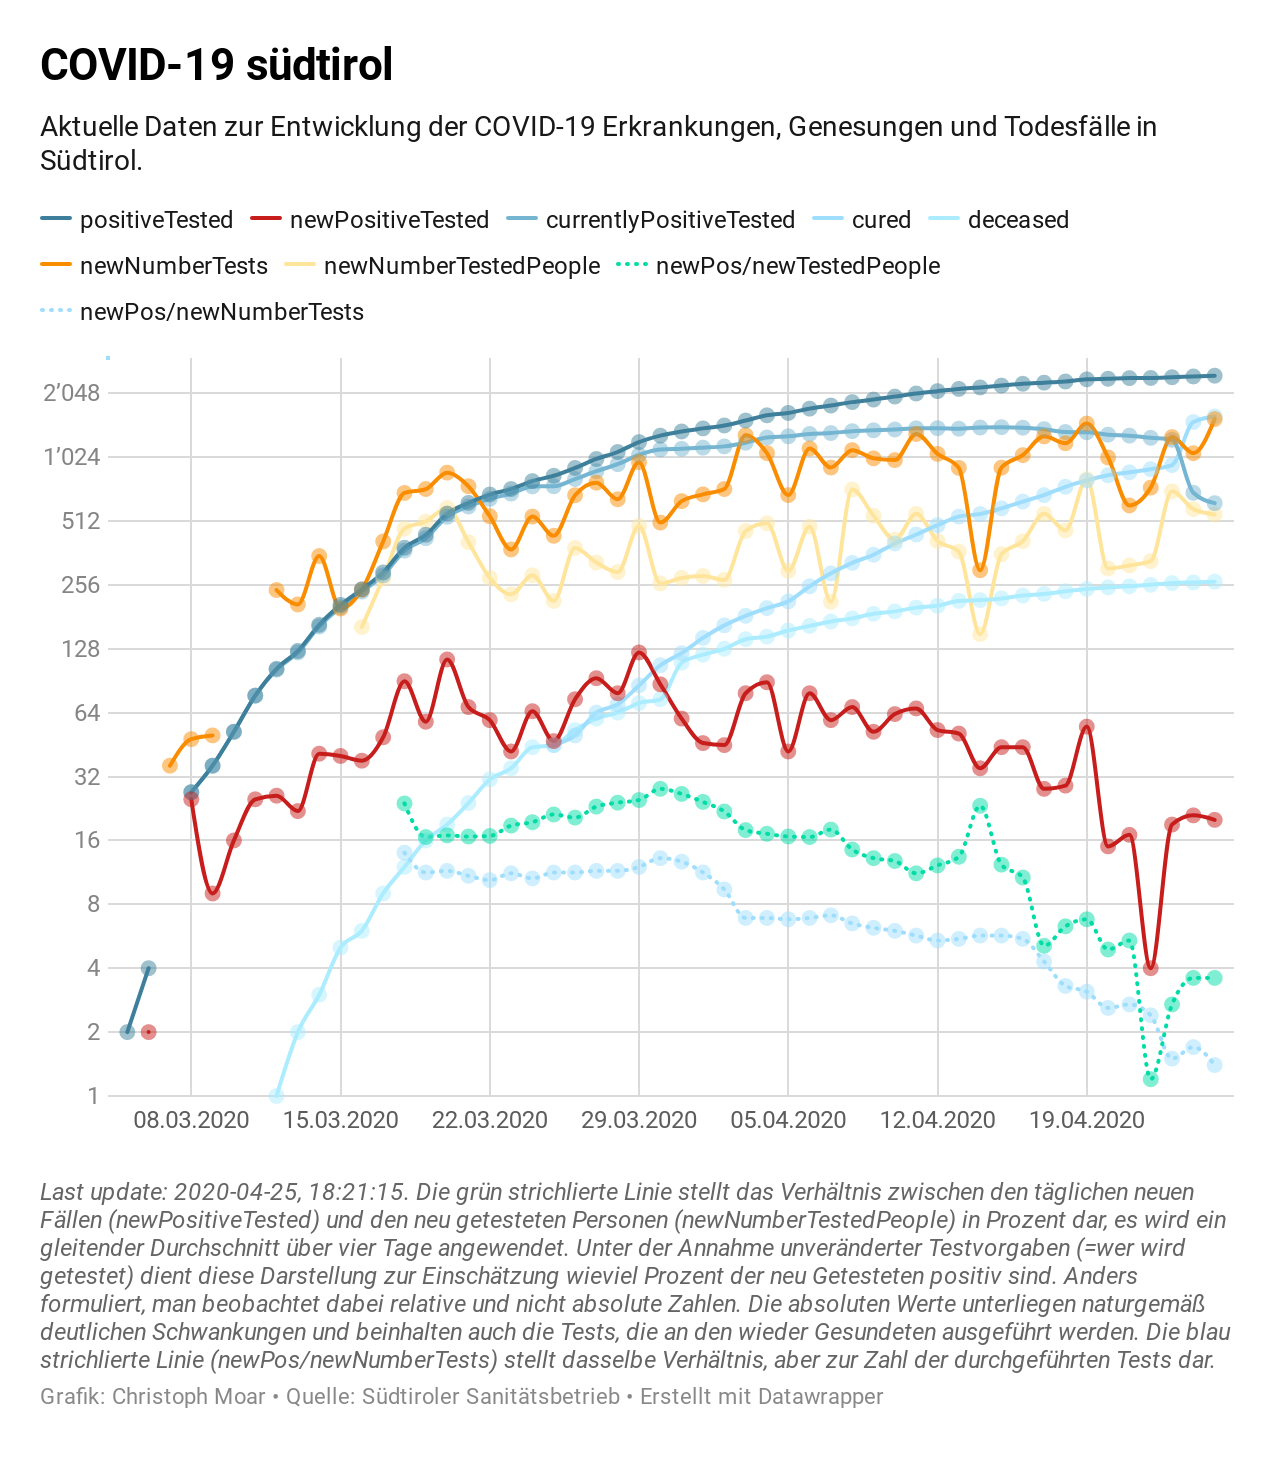 COVID-19 südtirol
Aktuelle Daten zur Entwicklung der COVID-19 Erkrankungen, Genesungen und Todesfälle in
Südtirol.
positiveTested newPositiveTested currentlyPositiveTested cured deceased
newNumberTests newNumberTestedPeople newPos/newTestedPeople
newPos/newNumberTests
2’048
1’024
512
256
128
64
32
16
8
4
2
1
08.03.2020 15.03.2020 22.03.2020 29.03.2020 05.04.2020 12.04.2020 19.04.2020
Last update: 2020-04-25, 18:21:15. Die grün strichlierte Linie stellt das Verhältnis zwischen den täglichen neuen
Fällen (newPositiveTested) und den neu getesteten Personen (newNumberTestedPeople) in Prozent dar, es wird ein
gleitender Durchschnitt über vier Tage angewendet. Unter der Annahme unveränderter Testvorgaben (=wer wird
getestet) dient diese Darstellung zur Einschätzung wieviel Prozent der neu Getesteten positiv sind. Anders
formuliert, man beobachtet dabei relative und nicht absolute Zahlen. Die absoluten Werte unterliegen naturgemäß
deutlichen Schwankungen und beinhalten auch die Tests, die an den wieder Gesundeten ausgeführt werden. Die blau
strichlierte Linie (newPos/newNumberTests) stellt dasselbe Verhältnis, aber zur Zahl der durchgeführten Tests dar.
Grafik: Christoph Moar • Quelle: Südtiroler Sanitätsbetrieb • Erstellt mit Datawrapper